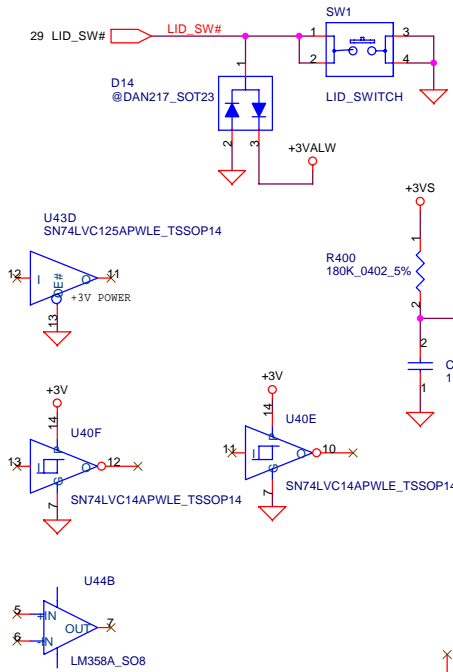 SW1
29 LID_SW#
LID_SW#
1
3
2
4
LID_SWITCH
1
D14
@DAN217_SOT23
2
3
+3VALW
+3VS
1
R400
180K_0402_5%
2
2
C
1
1
U43D
SN74LVC125APWLE_TSSOP14
12
I
OE#
O
11
+3V POWER
13
+3V
14
U40F
13
I
P
O
12
G
7
SN74LVC14APWLE_TSSOP14
+3V
14
U40E
11
I
P
O
10
G
7
SN74LVC14APWLE_TSSOP14
U44B
5
+IN
OUT
7
6
-IN
LM358A_SO8